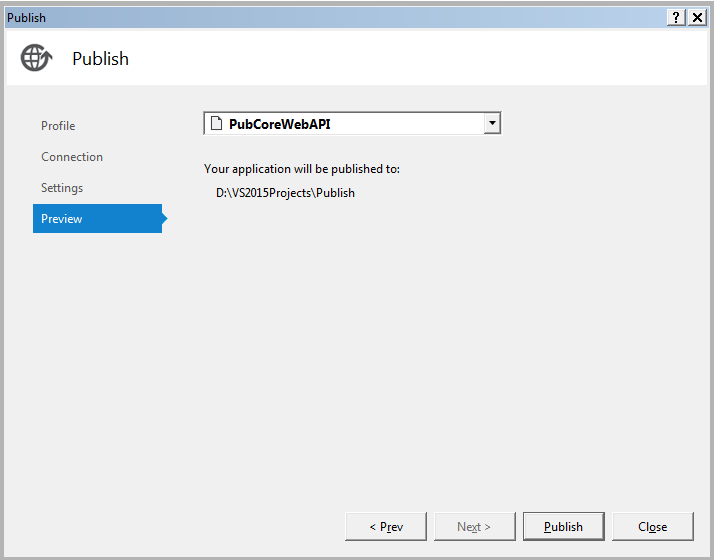 Publish
Publish
Profile
Connection
Settings
Preview
PubCoreWebAPI
Your application will be published to:
D:\VS2015Projects\Publish
< Prev
Next >
Publish
Close